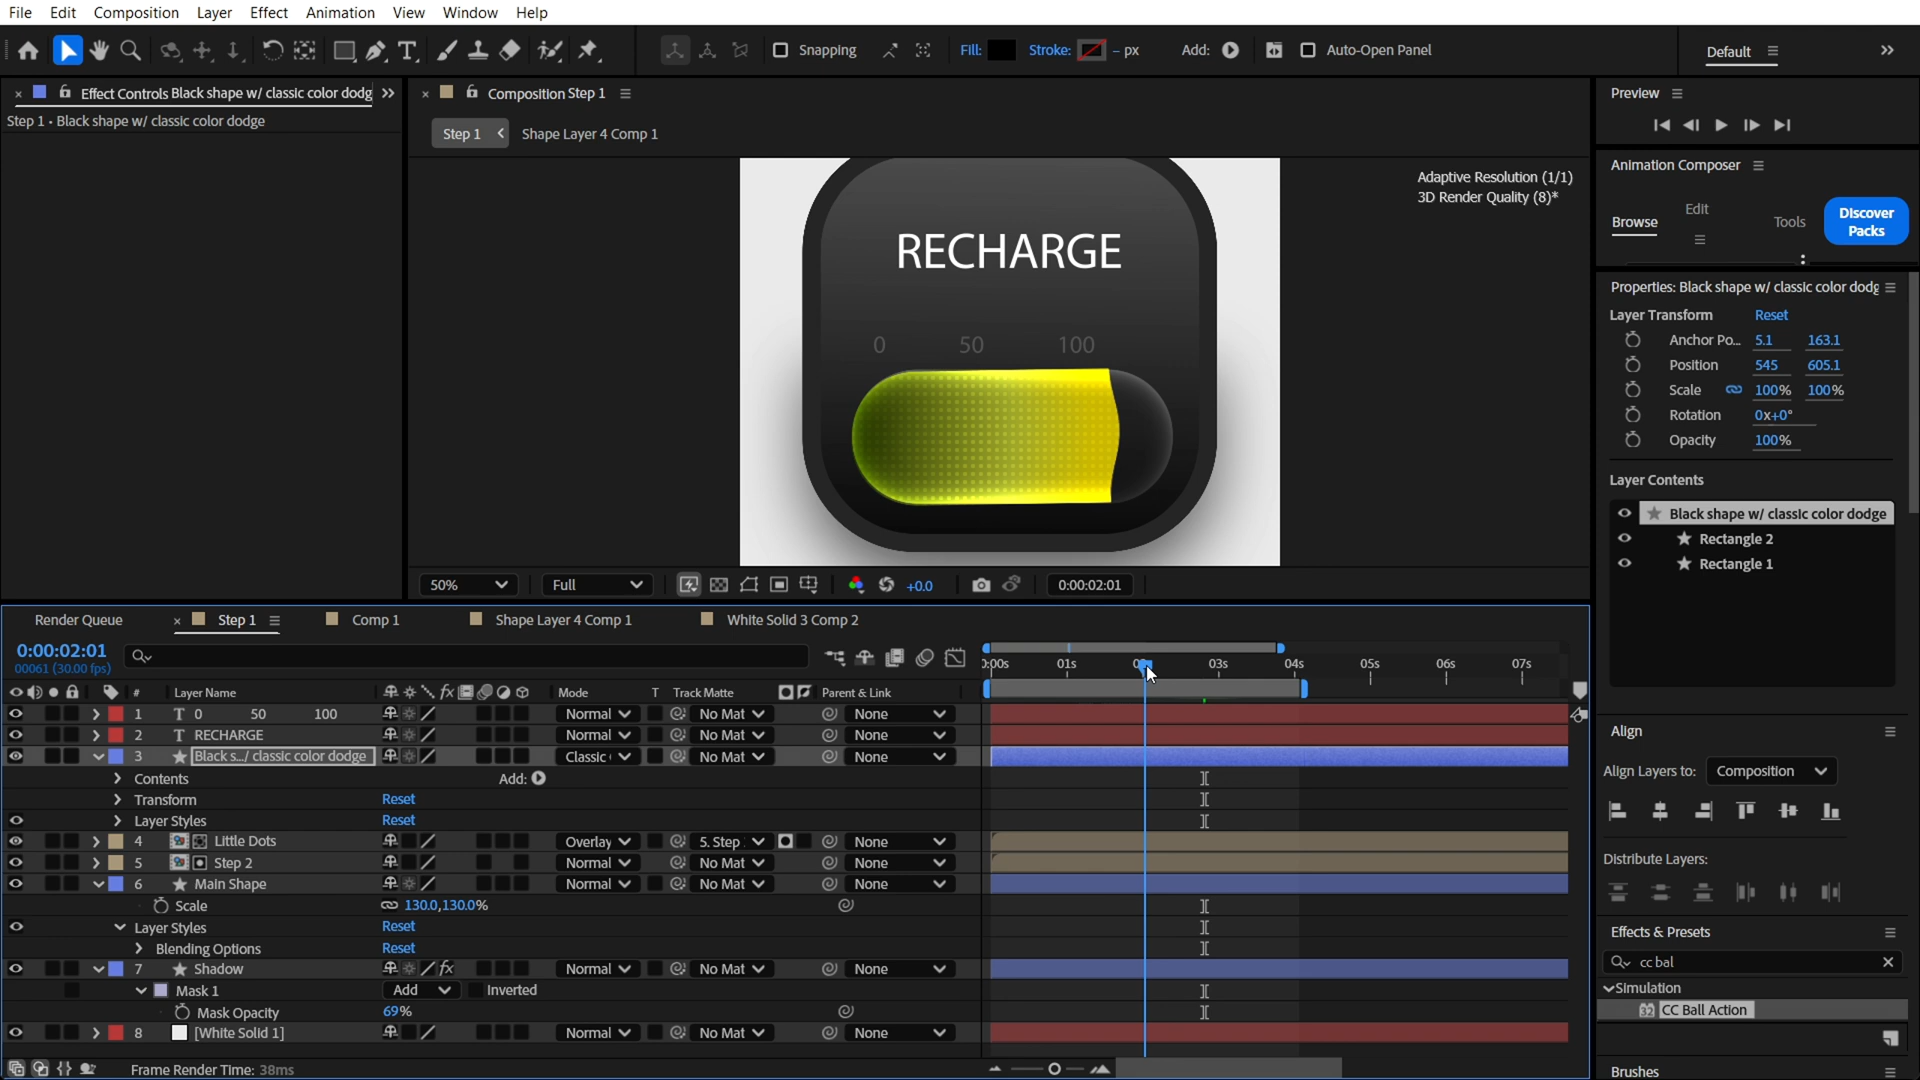 File Edit Composition Layer Effect Animation View Window Help
Snapping Fill: Stroke: – px Add: Auto-Open Panel Default
Effect Controls Black shape w/ classic color dodg
Step 1 • Black shape w/ classic color dodge
Composition Step 1
Step 1 Shape Layer 4 Comp 1
Adaptive Resolution (1/1)
3D Render Quality (8)*
RECHARGE
0 50 100
50% Full +0.0 0:00:02:01
Preview
Animation Composer
Browse Edit Tools Discover Packs
Properties: Black shape w/ classic color dodg
Layer Transform Reset
Anchor Po... 5.1 163.1
Position 545 605.1
Scale 100% 100%
Rotation 0x+0°
Opacity 100%
Layer Contents
Black shape w/ classic color dodge
Rectangle 2
Rectangle 1
Align
Align Layers to: Composition
Distribute Layers:
Effects & Presets
cc bal
Simulation
32 CC Ball Action
Brushes
Render Queue Step 1 Comp 1 Shape Layer 4 Comp 1 White Solid 3 Comp 2
0:00:02:01
00061 (30.00 fps)
01s 03s 04s 05s 06s 07s
# Layer Name fx Mode T Track Matte Parent & Link
1 T 0 50 100 Normal No Mat None
2 T RECHARGE Normal No Mat None
3 Black s.../ classic color dodge Classic No Mat None
Contents Add:
Transform Reset
Layer Styles Reset
4 Little Dots Overlay 5. Step None
5 Step 2 Normal No Mat None
6 Main Shape Normal No Mat None
Scale 130.0,130.0%
Layer Styles Reset
Blending Options Reset
7 Shadow fx Normal No Mat None
Mask 1 Add Inverted
Mask Opacity 69%
8 [White Solid 1] Normal No Mat None
Frame Render Time: 38ms